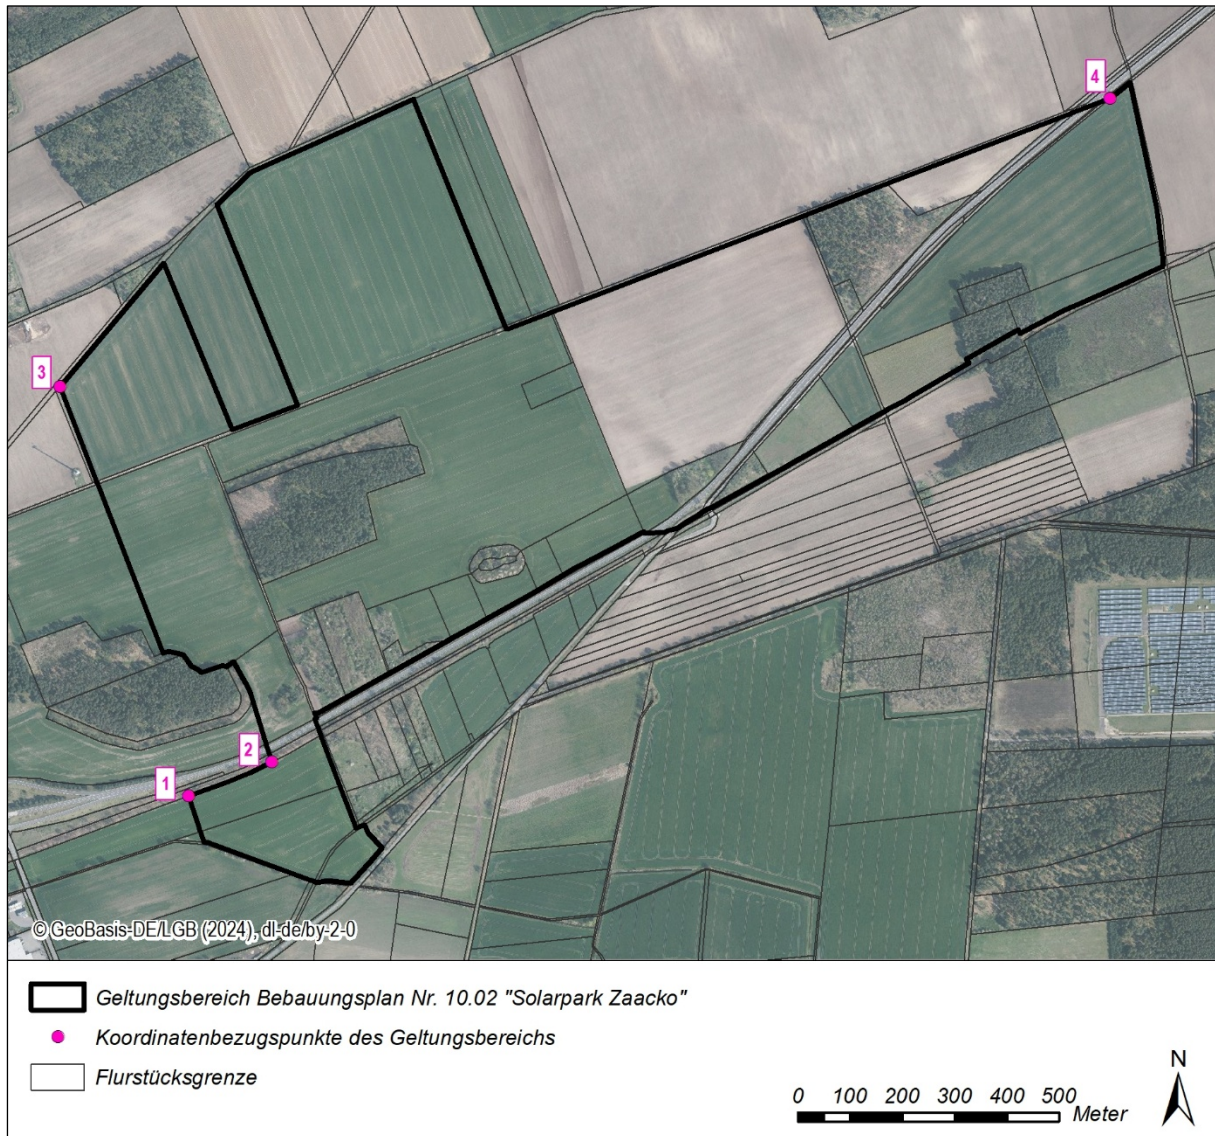 4
3
2
1
© GeoBasis-DE/LGB (2024), dl-de/by-2-0
Geltungsbereich Bebauungsplan Nr. 10.02 "Solarpark Zaacko"
Koordinatenbezugspunkte des Geltungsbereichs
Flurstücksgrenze
N
0 100 200 300 400 500 Meter